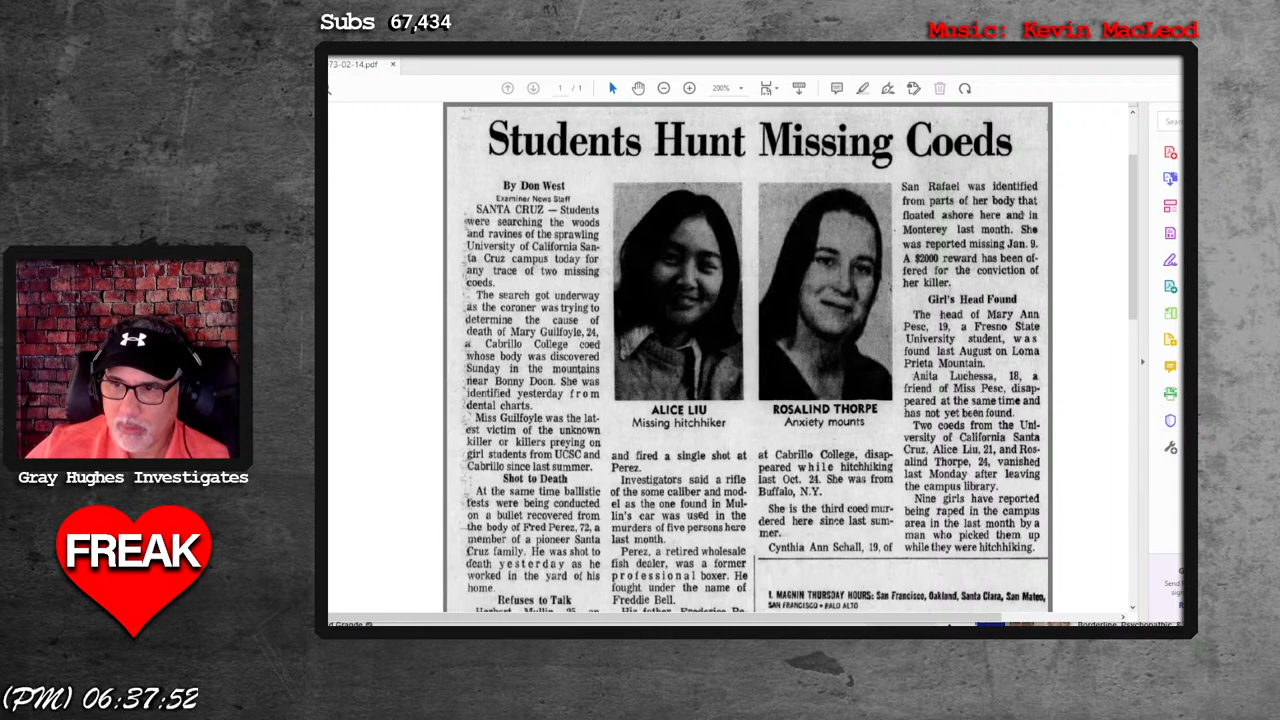 Subs 67,434
Music: Kevin MacLeod
73-02-14.pdf
1 / 1
200%
Students Hunt Missing Coeds
By Don West
Examiner News Staff
SANTA CRUZ — Students
were searching the woods
and ravines of the sprawling
University of California San-
ta Cruz campus today for
any trace of two missing
coeds.
The search got underway
as the coroner was trying to
determine the cause of
death of Mary Guilfoyle, 24,
a Cabrillo College coed
whose body was discovered
Sunday in the mountains
near Bonny Doon. She was
identified yesterday from
dental charts.
Miss Guilfoyle was the lat-
est victim of the unknown
killer or killers preying on
girl students from UCSC and
Cabrillo since last summer.
Shot to Death
At the same time ballistic
tests were being conducted
on a bullet recovered from
the body of Fred Perez, 72, a
member of a pioneer Santa
Cruz family. He was shot to
death yesterday as he
worked in the yard of his
home.
Refuses to Talk
Herbert Mullin, 25, an
ALICE LIU
Missing hitchhiker
ROSALIND THORPE
Anxiety mounts
and fired a single shot at
Perez.
Investigators said a rifle
of the some caliber and mod-
el as the one found in Mul-
lin's car was used in the
murders of five persons here
last month.
Perez, a retired wholesale
fish dealer, was a former
professional boxer. He
fought under the name of
Freddie Bell.
His father, Frederico Pe-
at Cabrillo College, disap-
peared while hitchhiking
last Oct. 24. She was from
Buffalo, N.Y.
She is the third coed mur-
dered here since last sum-
mer.
Cynthia Ann Schall, 19, of
San Rafael was identified
from parts of her body that
floated ashore here and in
Monterey last month. She
was reported missing Jan. 9.
A $2000 reward has been of-
fered for the conviction of
her killer.
Girl's Head Found
The head of Mary Ann
Pesc, 19, a Fresno State
University student, was
found last August on Loma
Prieta Mountain.
Anita Luchessa, 18, a
friend of Miss Pesc, disap-
peared at the same time and
has not yet been found.
Two coeds from the Uni-
versity of California Santa
Cruz, Alice Liu, 21, and Ros-
alind Thorpe, 24, vanished
last Monday after leaving
the campus library.
Nine girls have reported
being raped in the campus
area in the last month by a
man who picked them up
while they were hitchhiking.
I. MAGNIN THURSDAY HOURS: San Francisco, Oakland, Santa Clara, San Mateo,
SAN FRANCISCO • PALO ALTO
Gray Hughes Investigates
FREAK
(PM) 06:37:52